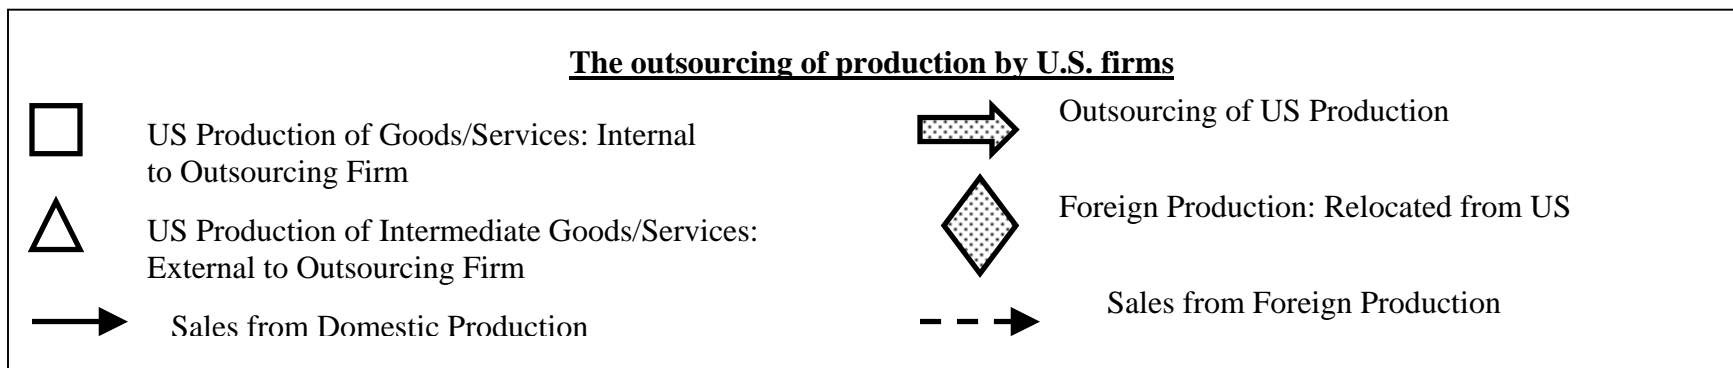 The outsourcing of production by U.S. firms
US Production of Goods/Services: Internal
to Outsourcing Firm
US Production of Intermediate Goods/Services:
External to Outsourcing Firm
Sales from Domestic Production
Outsourcing of US Production
Foreign Production: Relocated from US
Sales from Foreign Production